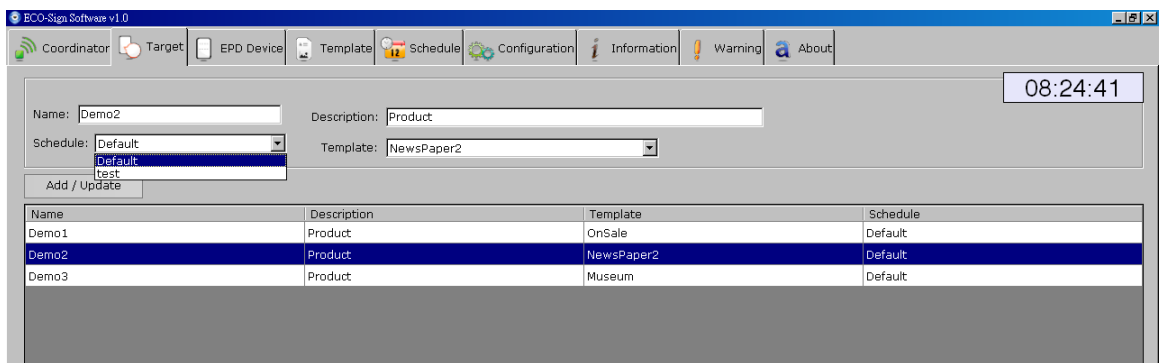 ECO-Sign Software v1.0
Coordinator Target EPD Device Template Schedule 12 Configuration Information Warning About
08:24:41
Name: Demo2 Description: Product
Schedule: Default Template: NewsPaper2
Default
test
Add / Update
Name Description Template Schedule
Demo1 Product OnSale Default
Demo2 Product NewsPaper2 Default
Demo3 Product Museum Default